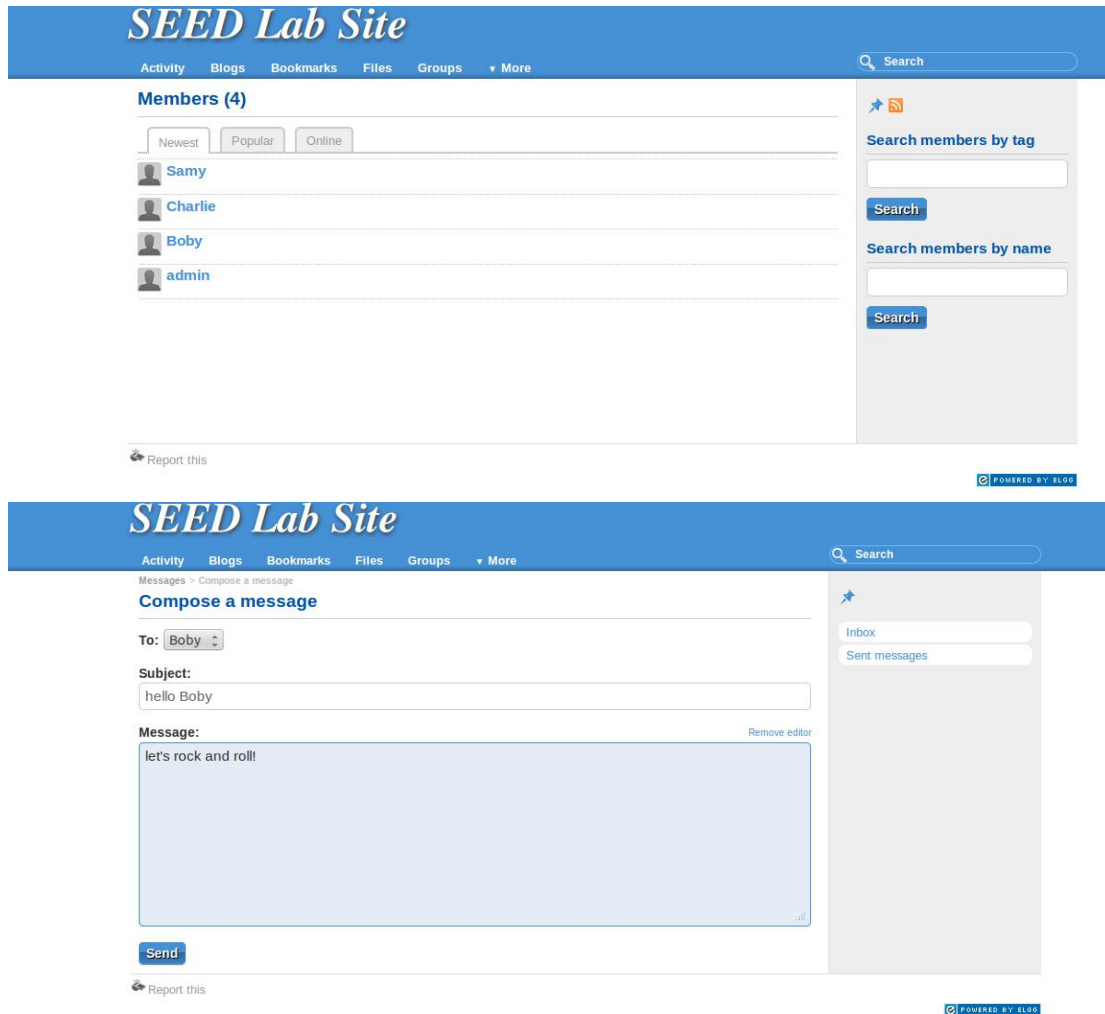 SEED Lab Site
Activity Blogs Bookmarks Files Groups ▼ More Search
Members (4)
Newest Popular Online
Samy
Charlie
Boby
admin
Search members by tag
Search
Search members by name
Search
Report this
POWERED BY ELGG
SEED Lab Site
Activity Blogs Bookmarks Files Groups ▼ More Search
Messages > Compose a message
Compose a message
To: Boby
Subject:
hello Boby
Message: Remove editor
let's rock and roll!
Send
Inbox
Sent messages
Report this
POWERED BY ELGG